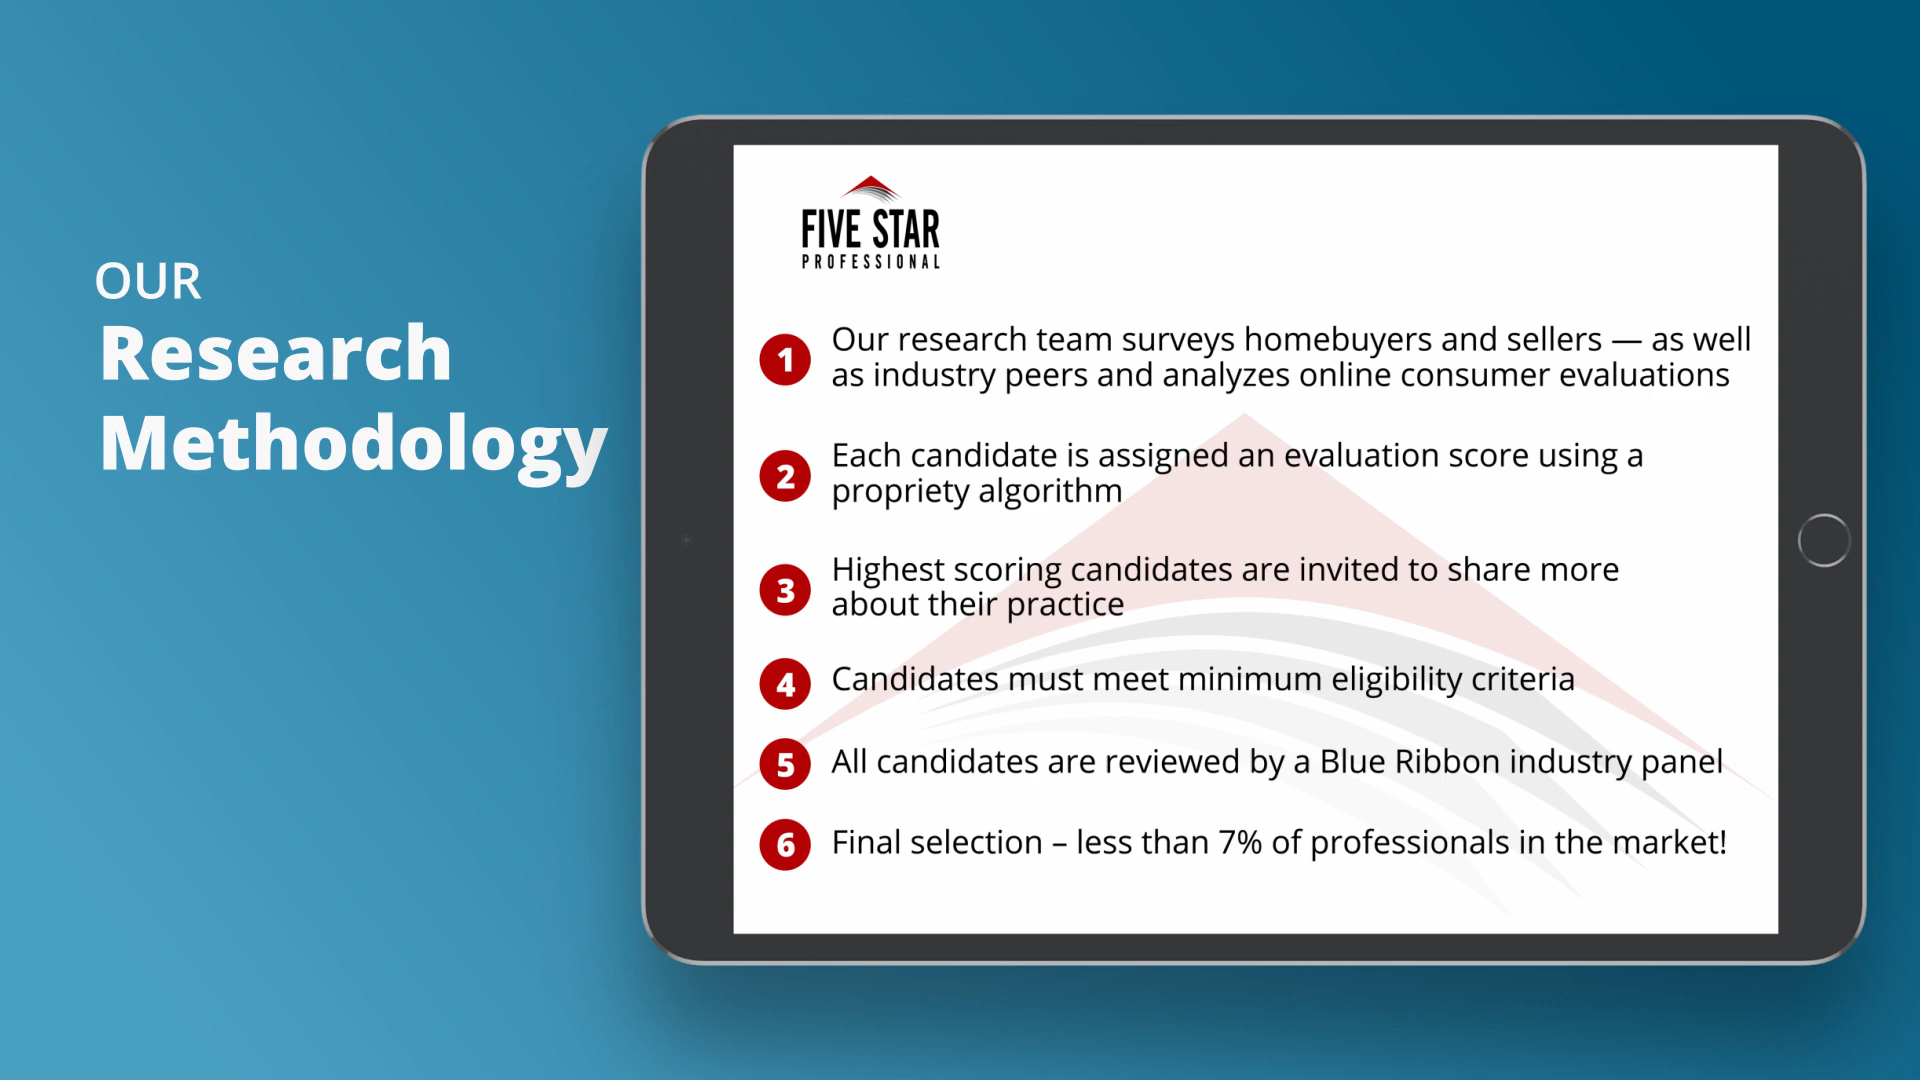 OUR
Research
Methodology
FIVE STAR
PROFESSIONAL
1 Our research team surveys homebuyers and sellers — as well
as industry peers and analyzes online consumer evaluations
2 Each candidate is assigned an evaluation score using a
propriety algorithm
3 Highest scoring candidates are invited to share more
about their practice
4 Candidates must meet minimum eligibility criteria
5 All candidates are reviewed by a Blue Ribbon industry panel
6 Final selection – less than 7% of professionals in the market!